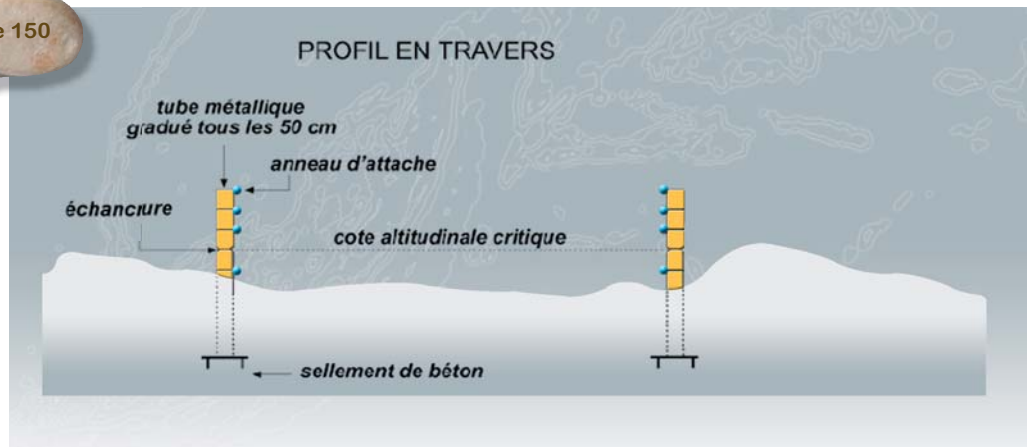 150
PROFIL EN TRAVERS
tube métallique
gradué tous les 50 cm
anneau d'attache
échancrure
cote altitudinale critique
sellement de béton